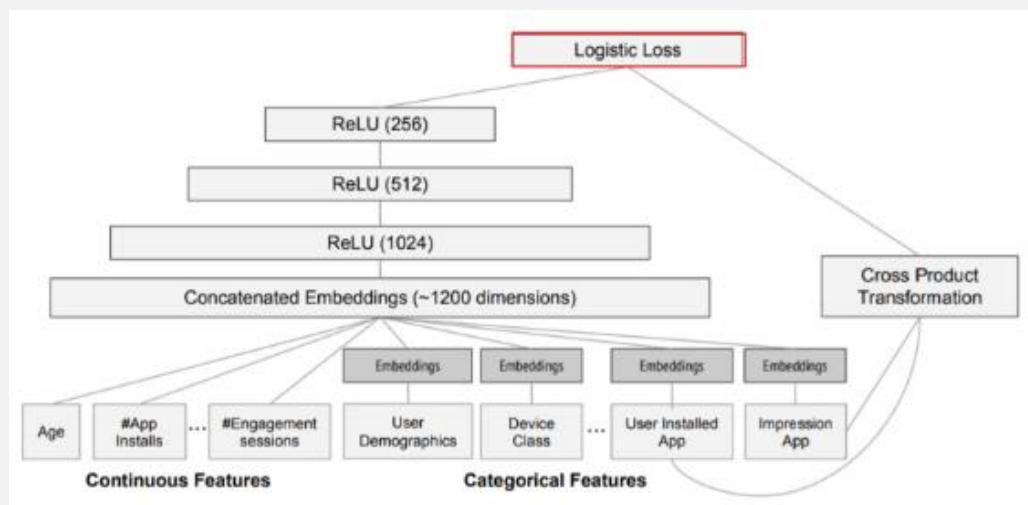 Logistic Loss
ReLU (256)
ReLU (512)
ReLU (1024)
Concatenated Embeddings (~1200 dimensions)
Cross Product
Transformation
Embeddings Embeddings Embeddings Embeddings
Age
#App
Installs
...
#Engagement
sessions
User
Demographics
Device
Class
...
User Installed
App
Impression
App
Continuous Features
Categorical Features